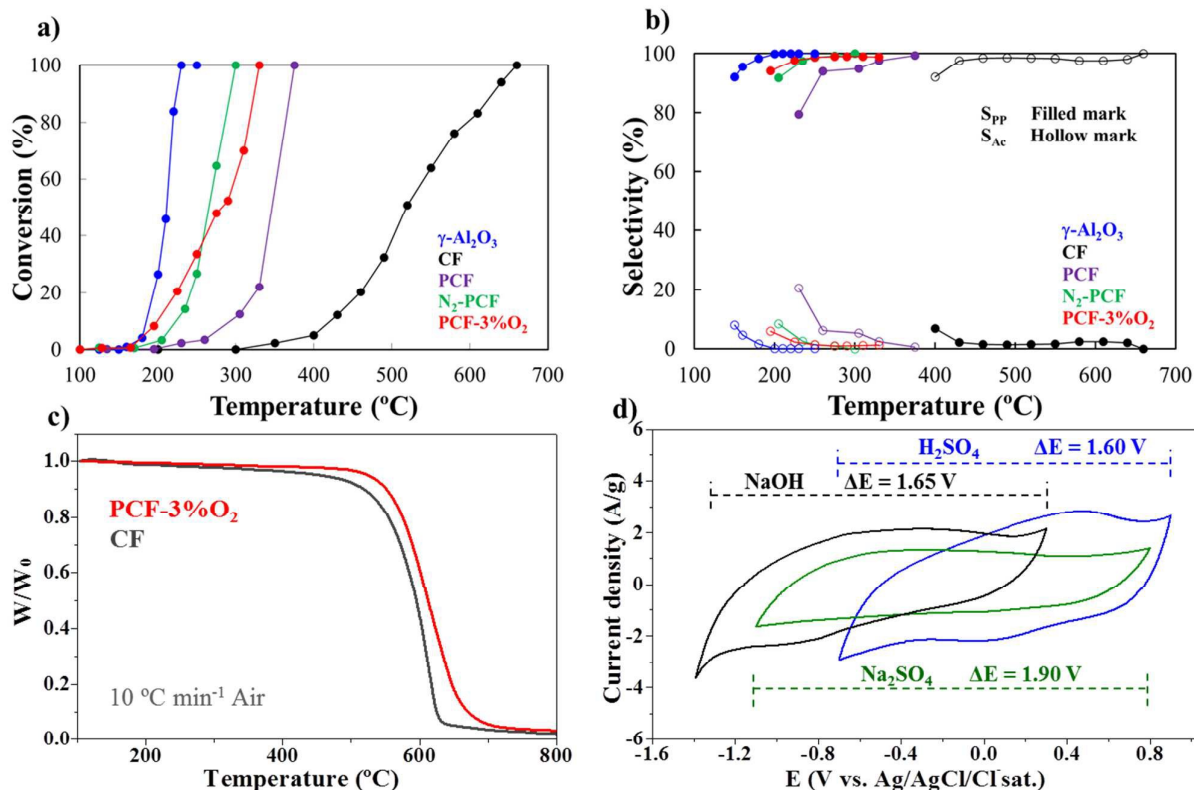 a)
100
80
60
40
20
0
Conversion (%)
γ-Al₂O₃
CF
PCF
N₂-PCF
PCF-3%O₂
100 200 300 400 500 600 700
Temperature (ºC)
b)
100
80
60
40
20
0
Selectivity (%)
S_PP Filled mark
S_Ac Hollow mark
γ-Al₂O₃
CF
PCF
N₂-PCF
PCF-3%O₂
100 200 300 400 500 600 700
Temperature (ºC)
c)
1.0
0.8
0.6
0.4
0.2
0.0
W/W₀
PCF-3%O₂
CF
10 ºC min⁻¹ Air
200 400 600 800
Temperature (ºC)
d)
6
4
2
0
-2
-4
-6
Current density (A/g)
H₂SO₄ ΔE = 1.60 V
NaOH ΔE = 1.65 V
Na₂SO₄ ΔE = 1.90 V
-1.6 -1.2 -0.8 -0.4 0.0 0.4 0.8
E (V vs. Ag/AgCl/Cl⁻sat.)